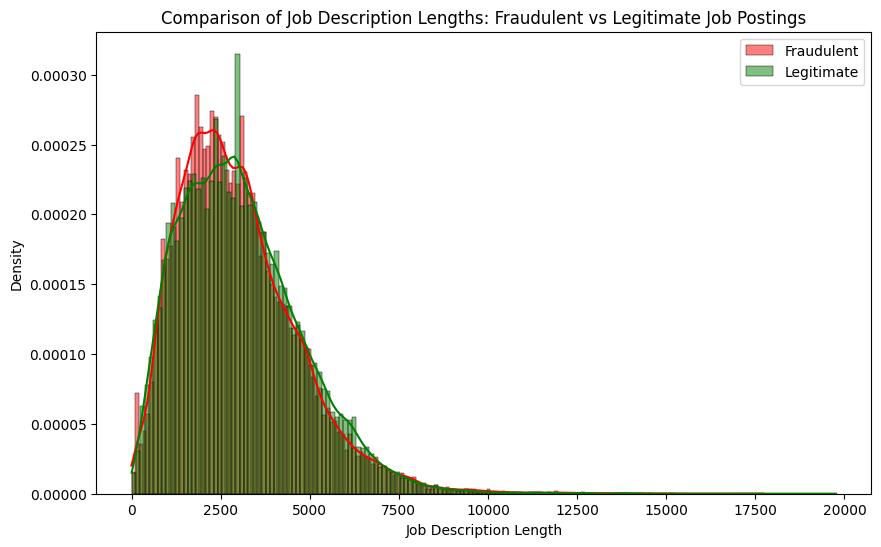 Comparison of Job Description Lengths: Fraudulent vs Legitimate Job Postings
Fraudulent
Legitimate
0.00030
0.00025
0.00020
0.00015
0.00010
0.00005
0.00000
Density
0 2500 5000 7500 10000 12500 15000 17500 20000
Job Description Length